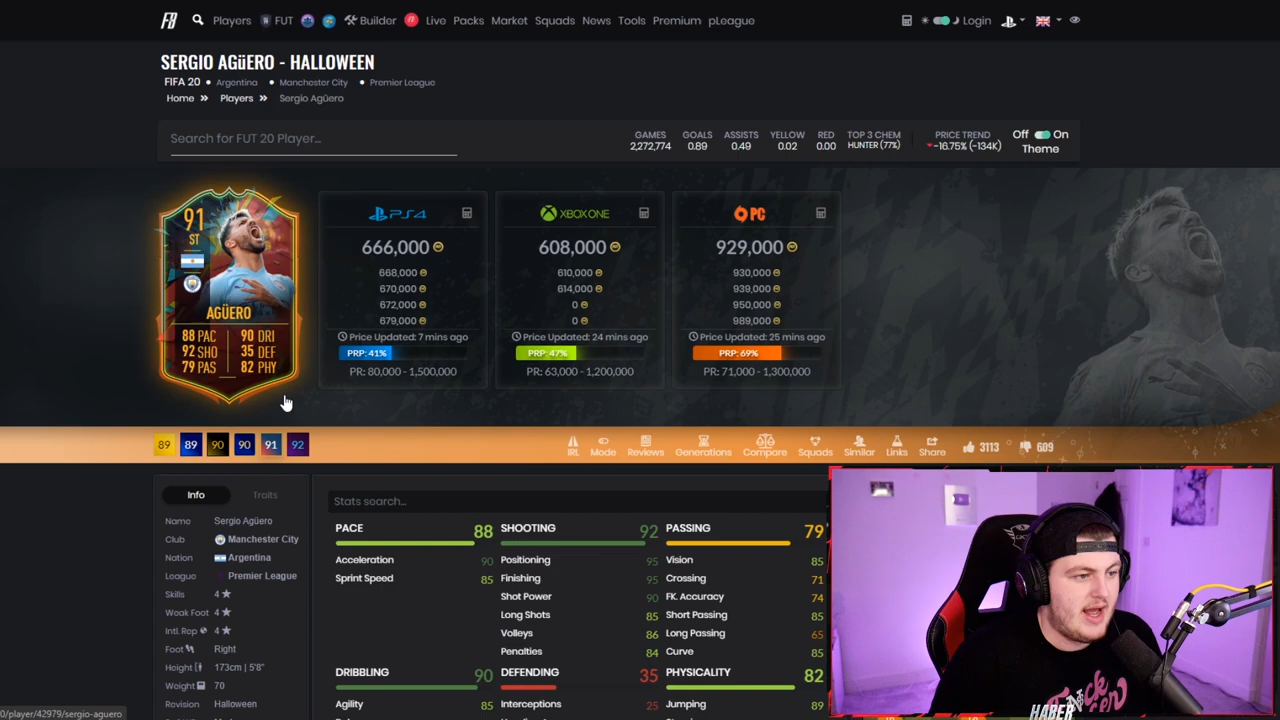 Players FUT Builder Live Packs Market Squads News Tools Premium pLeague Login
SERGIO AGüERO - HALLOWEEN
FIFA 20 • Argentina • Manchester City • Premier League
Home » Players » Sergio Agüero
Search for FUT 20 Player...
GAMES GOALS ASSISTS YELLOW RED TOP 3 CHEM PRICE TREND Off On
2,272,774 0.89 0.49 0.02 0.00 HUNTER (77%) -16.75% (-134K) Theme
91
ST
AGÜERO
88 PAC 90 DRI
92 SHO 35 DEF
79 PAS 82 PHY
PS4
666,000
668,000
670,000
672,000
679,000
Price Updated: 7 mins ago
PRP: 41%
PR: 80,000 - 1,500,000
XBOX ONE
608,000
610,000
614,000
0
0
Price Updated: 24 mins ago
PRP: 47%
PR: 63,000 - 1,200,000
PC
929,000
930,000
939,000
950,000
989,000
Price Updated: 25 mins ago
PRP: 69%
PR: 71,000 - 1,300,000
89 89 90 90 91 92
IRL Mode Reviews Generations Compare Squads Similar Links Share 3113 609
Info Traits
Name Sergio Agüero
Club Manchester City
Nation Argentina
League Premier League
Skills 4
Weak Foot 4
Intl. Rep 4
Foot Right
Height 173cm | 5'8"
Weight 70
Revision Halloween
Stats search...
PACE 88
Acceleration 90
Sprint Speed 85
SHOOTING 92
Positioning 95
Finishing 95
Shot Power 90
Long Shots 85
Volleys 86
Penalties 84
PASSING 79
Vision 85
Crossing 71
FK. Accuracy 74
Short Passing 85
Long Passing 65
Curve 85
DRIBBLING 90
Agility 85
DEFENDING 35
Interceptions 25
PHYSICALITY 82
Jumping 89
0/player/42979/sergio-aguero
HABER